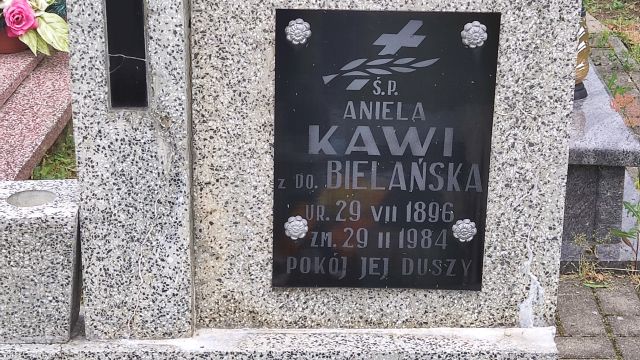 Ś.P.
ANIELA
KAWI
z DO. BIELAŃSKA
UR. 29 VII 1896
ZM. 29 II 1984
POKÓJ JEJ DUSZY